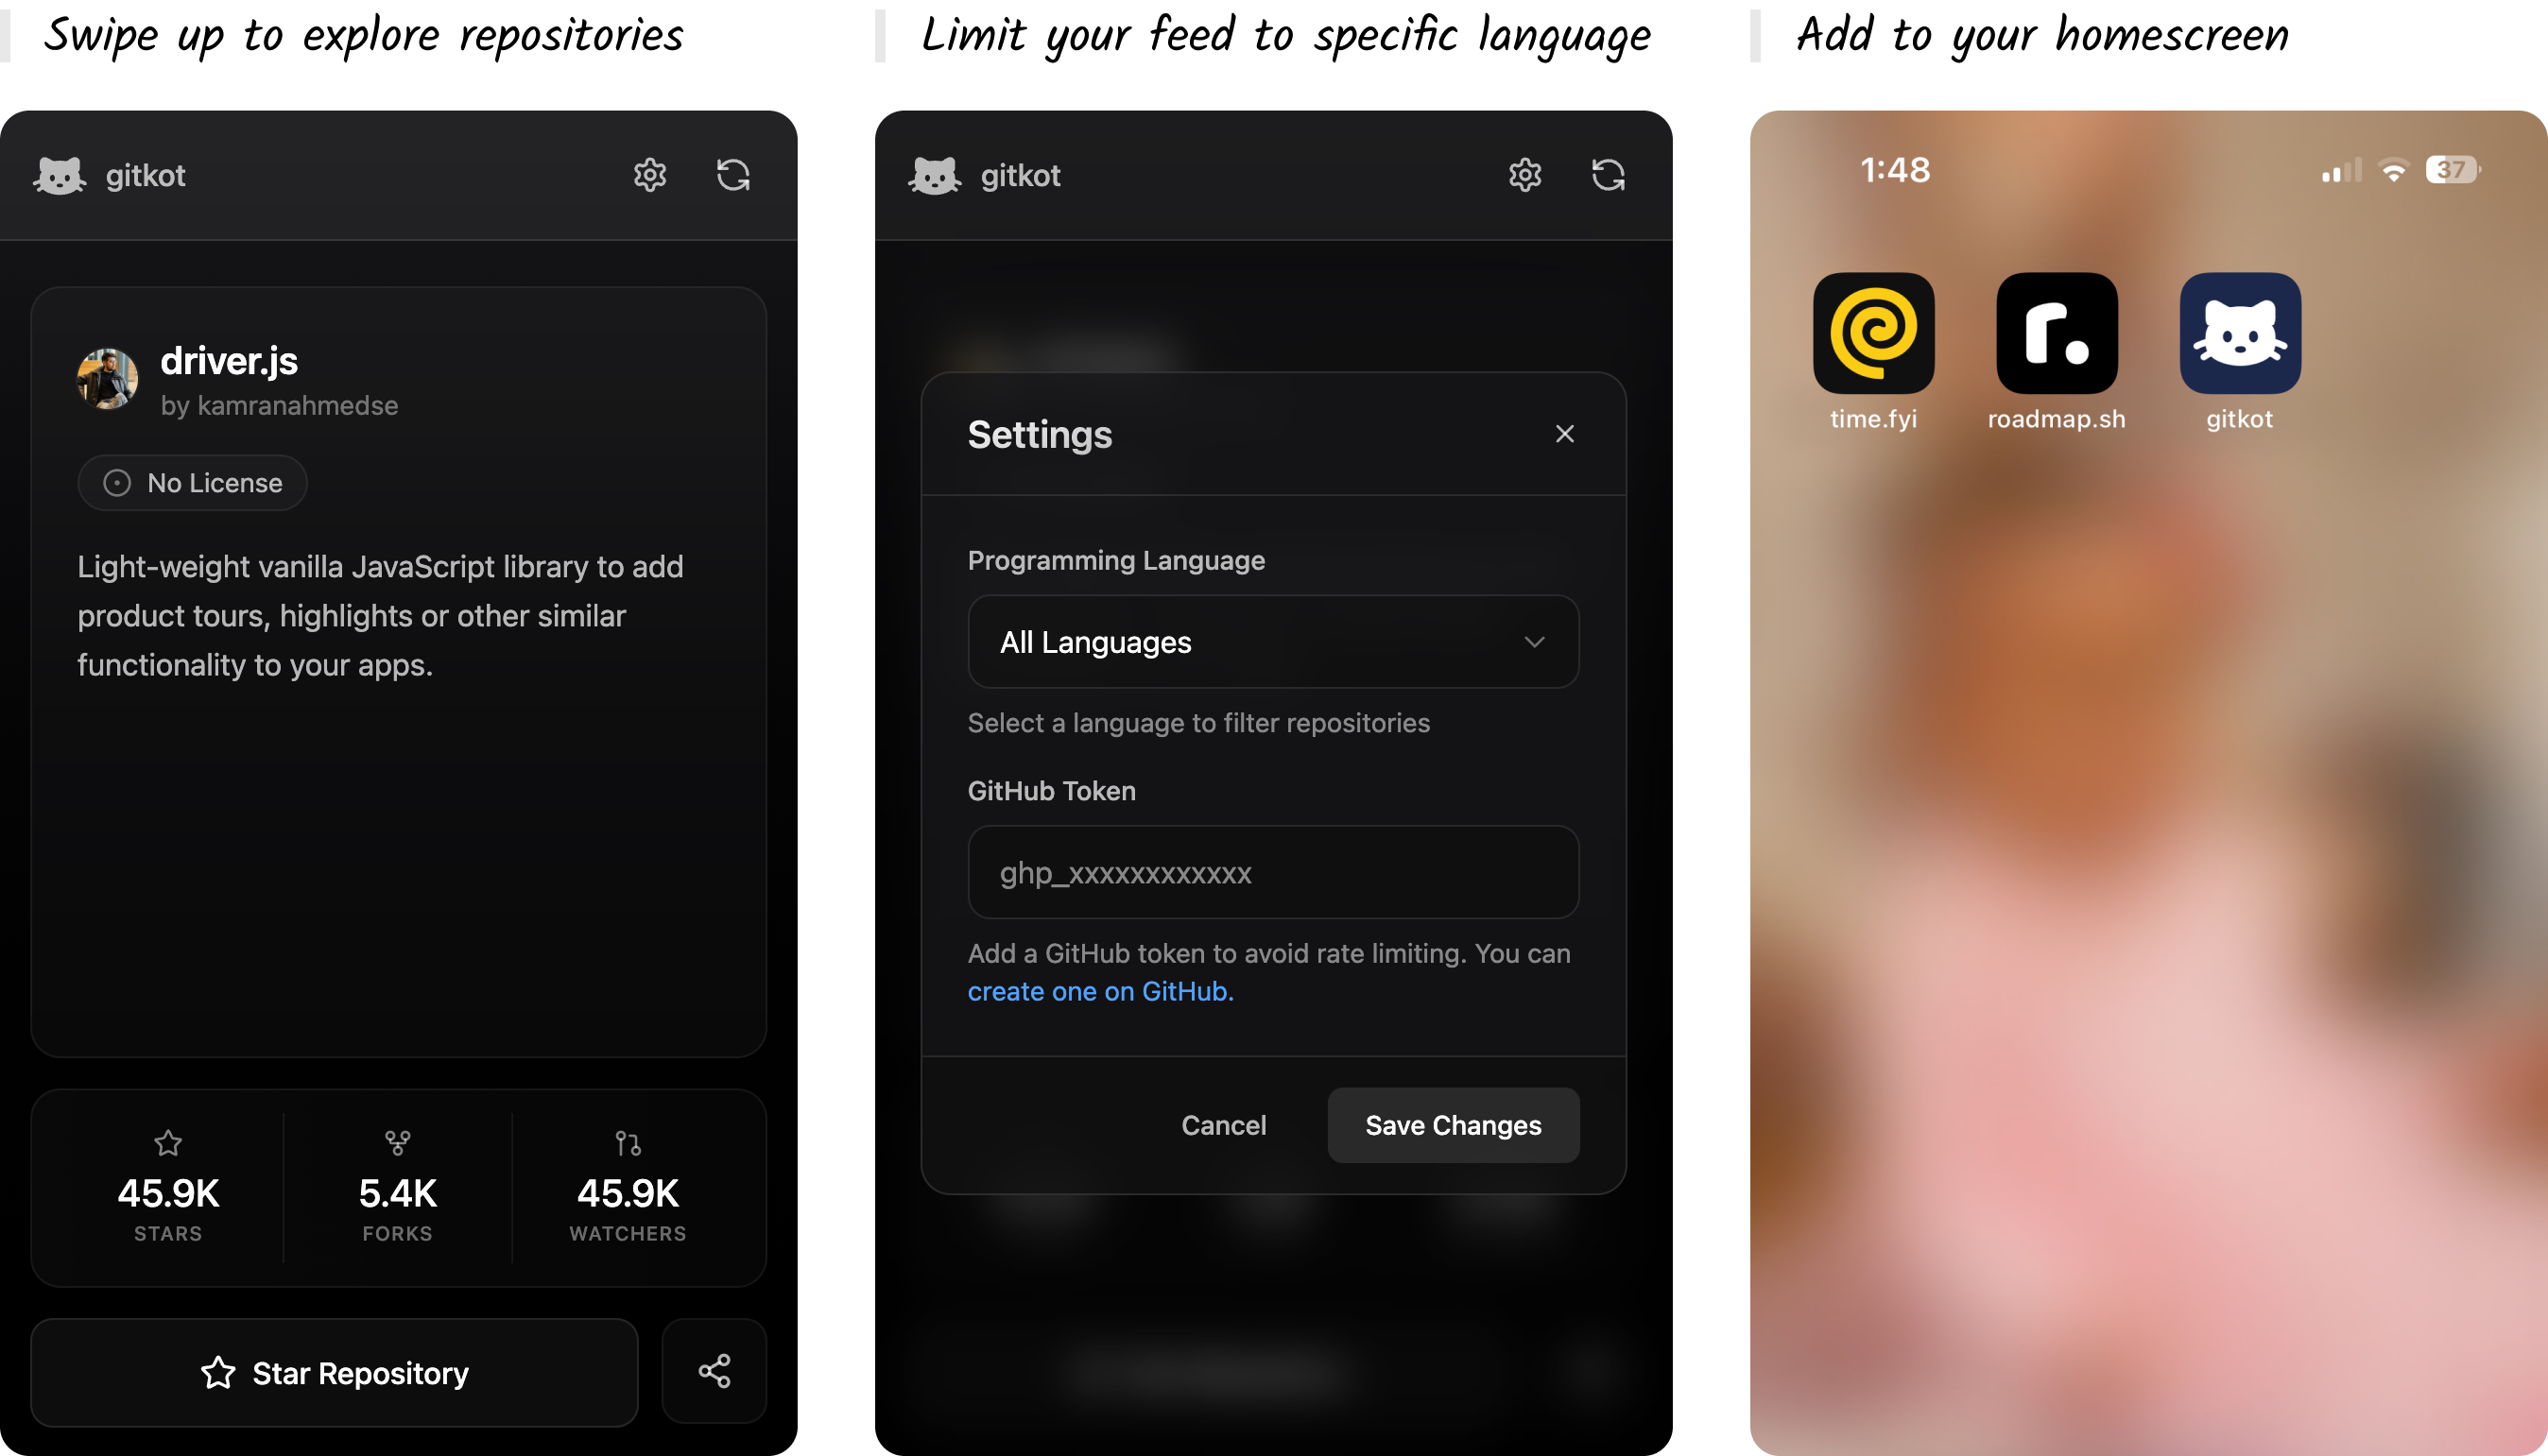 Swipe up to explore repositories
gitkot
driver.js
by kamranahmedse
No License
Light-weight vanilla JavaScript library to add
product tours, highlights or other similar
functionality to your apps.
45.9K
STARS
5.4K
FORKS
45.9K
WATCHERS
Star Repository
Limit your feed to specific language
gitkot
Settings
Programming Language
All Languages
Select a language to filter repositories
GitHub Token
ghp_xxxxxxxxxxxx
Add a GitHub token to avoid rate limiting. You can
create one on GitHub.
Cancel
Save Changes
Add to your homescreen
1:48
37
r.
time.fyi
roadmap.sh
gitkot